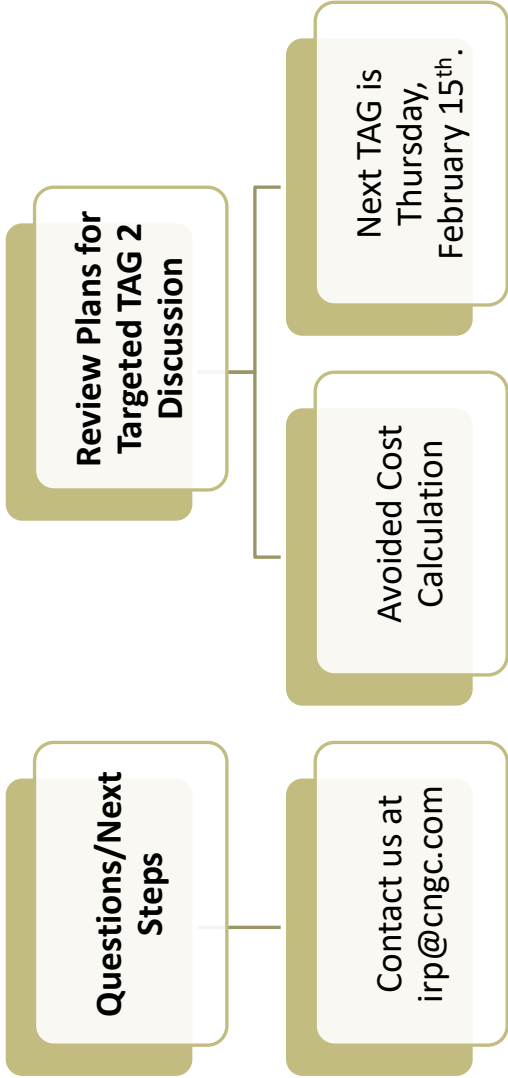 Questions/Next
Steps
Contact us at
irp@cngc.com
Review Plans for
Targeted TAG 2
Discussion
Avoided Cost
Calculation
Next TAG is
Thursday,
February 15th.